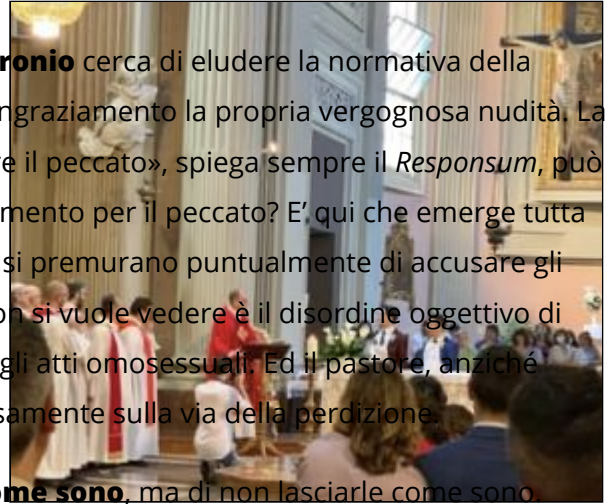 ronio cerca di eludere la normativa della
ngraziamento la propria vergognosa nudità. La
e il peccato», spiega sempre il Responsum, può
mento per il peccato? E' qui che emerge tutta
si premurano puntualmente di accusare gli
on si vuole vedere è il disordine oggettivo di
gli atti omosessuali. Ed il pastore, anziché
samente sulla via della perdizione.
ome sono, ma di non lasciarle come sono,